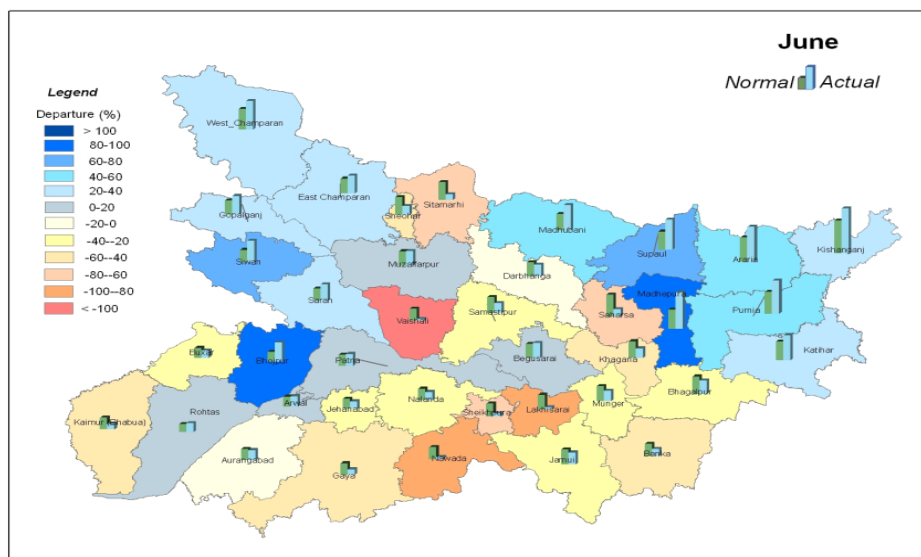 June
Normal Actual
Legend
Departure (%)
> 100
80-100
60-80
40-60
20-40
0-20
-20-0
-40--20
-60--40
-80--60
-100--80
< -100
West_Champaran
East Champaran
Sitamarhi
Gopalganj
Sheohar
Madhubani
Kishanganj
Siwan
Supaul
Araria
Muzaffarpur
Darbhanga
Saran
Madhepura
Vaishali
Samastipur
Saharsa
Purnia
Buxar
Bhojpur
Patna
Begusarai
Khagaria
Katihar
Kaimur (Bhabua)
Rohtas
Arwal
Jehanabad
Nalanda
Sheikhpura
Lakhisarai
Munger
Bhagalpur
Aurangabad
Gaya
Nawada
Jamui
Banka